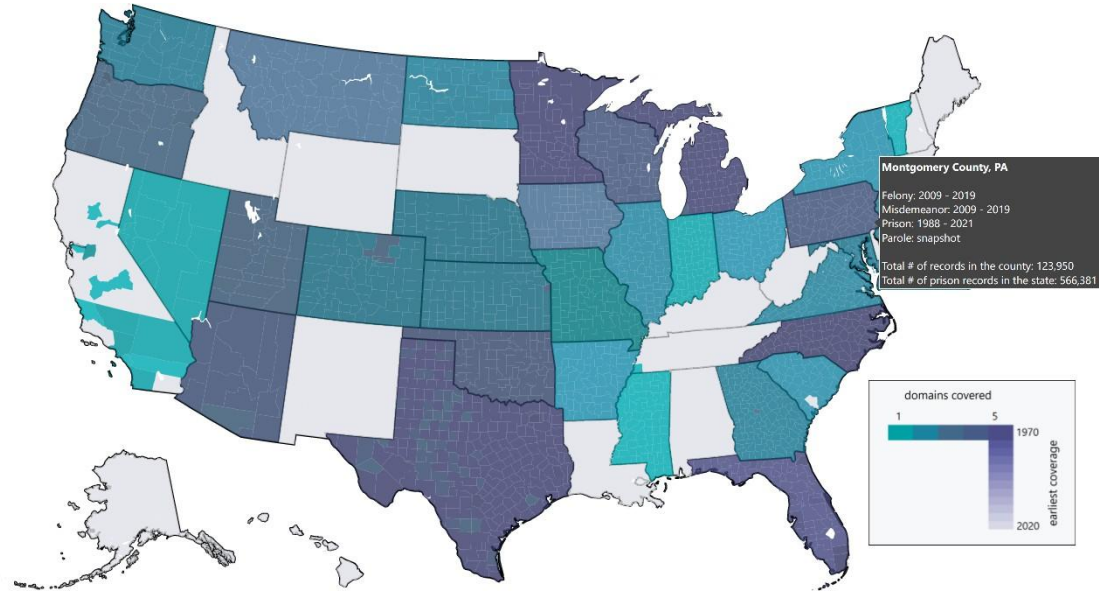 Montgomery County, PA
Felony: 2009 - 2019
Misdemeanor: 2009 - 2019
Prison: 1988 - 2021
Parole: snapshot
Total # of records in the county: 123,950
Total # of prison records in the state: 566,381
domains covered
1 5
1970
earliest coverage
2020